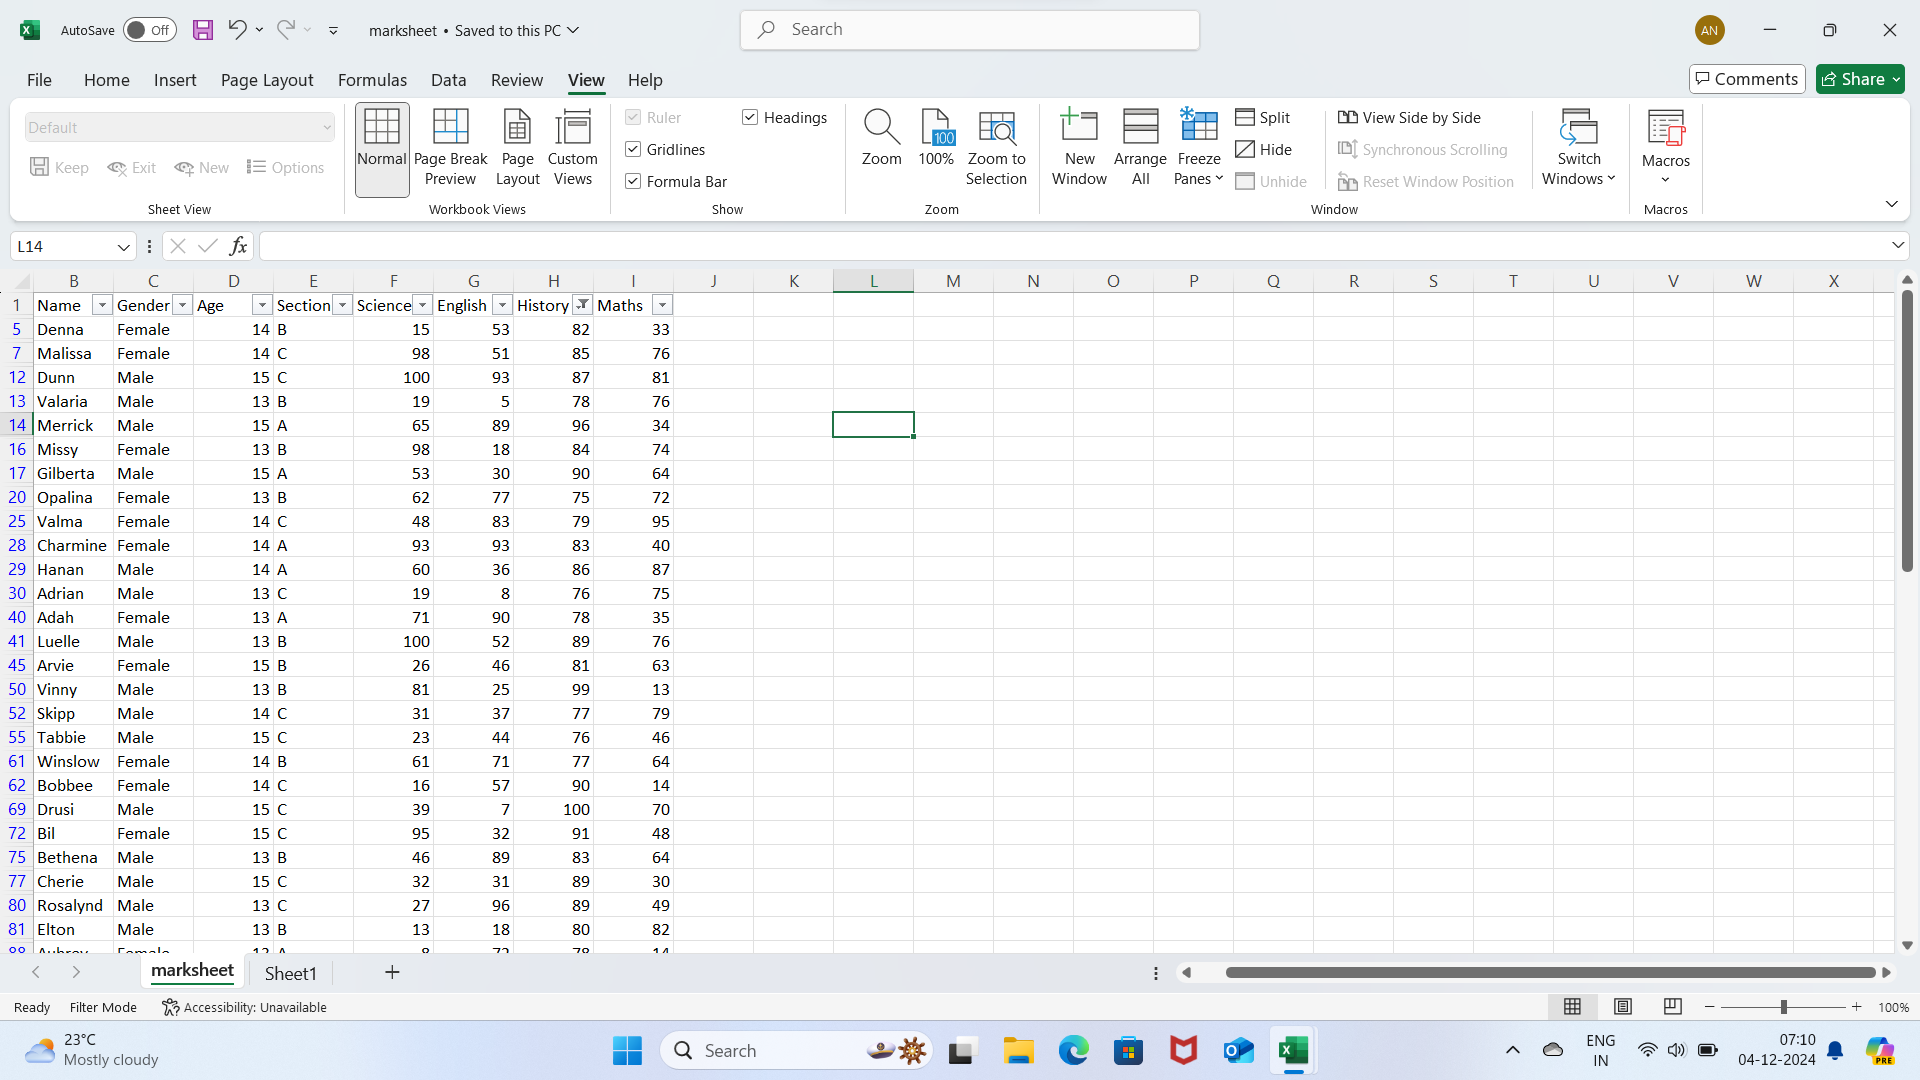 AutoSave Off marksheet • Saved to this PC Search AN
File Home Insert Page Layout Formulas Data Review View Help Comments Share
Default
Keep Exit New Options
Sheet View
Normal Page Break Preview Page Layout Custom Views
Workbook Views
Ruler Headings
Gridlines
Formula Bar
Show
Zoom 100% Zoom to Selection
Zoom
New Window Arrange All Freeze Panes
Split View Side by Side
Hide Synchronous Scrolling
Unhide Reset Window Position
Switch Windows
Window
Macros
Macros
L14 fx
B C D E F G H I J K L M N O P Q R S T U V W X
1 Name Gender Age Section Science English History Maths
5 Denna Female 14 B 15 53 82 33
7 Malissa Female 14 C 98 51 85 76
12 Dunn Male 15 C 100 93 87 81
13 Valaria Male 13 B 19 5 78 76
14 Merrick Male 15 A 65 89 96 34
16 Missy Female 13 B 98 18 84 74
17 Gilberta Male 15 A 53 30 90 64
20 Opalina Female 13 B 62 77 75 72
25 Valma Female 14 C 48 83 79 95
28 Charmine Female 14 A 93 93 83 40
29 Hanan Male 14 A 60 36 86 87
30 Adrian Male 13 C 19 8 76 75
40 Adah Female 13 A 71 90 78 35
41 Luelle Male 13 B 100 52 89 76
45 Arvie Female 15 B 26 46 81 63
50 Vinny Male 13 B 81 25 99 13
52 Skipp Male 14 C 31 37 77 79
55 Tabbie Male 15 C 23 44 76 46
61 Winslow Female 14 B 61 71 77 64
62 Bobbee Female 14 C 16 57 90 14
69 Drusi Male 15 C 39 7 100 70
72 Bil Female 15 C 95 32 91 48
75 Bethena Male 13 B 46 89 83 64
77 Cherie Male 15 C 32 31 89 30
80 Rosalynd Male 13 C 27 96 89 49
81 Elton Male 13 B 13 18 80 82
marksheet Sheet1
Ready Filter Mode Accessibility: Unavailable 100%
23°C
Mostly cloudy
Search
ENG
IN
07:10
04-12-2024
PRE